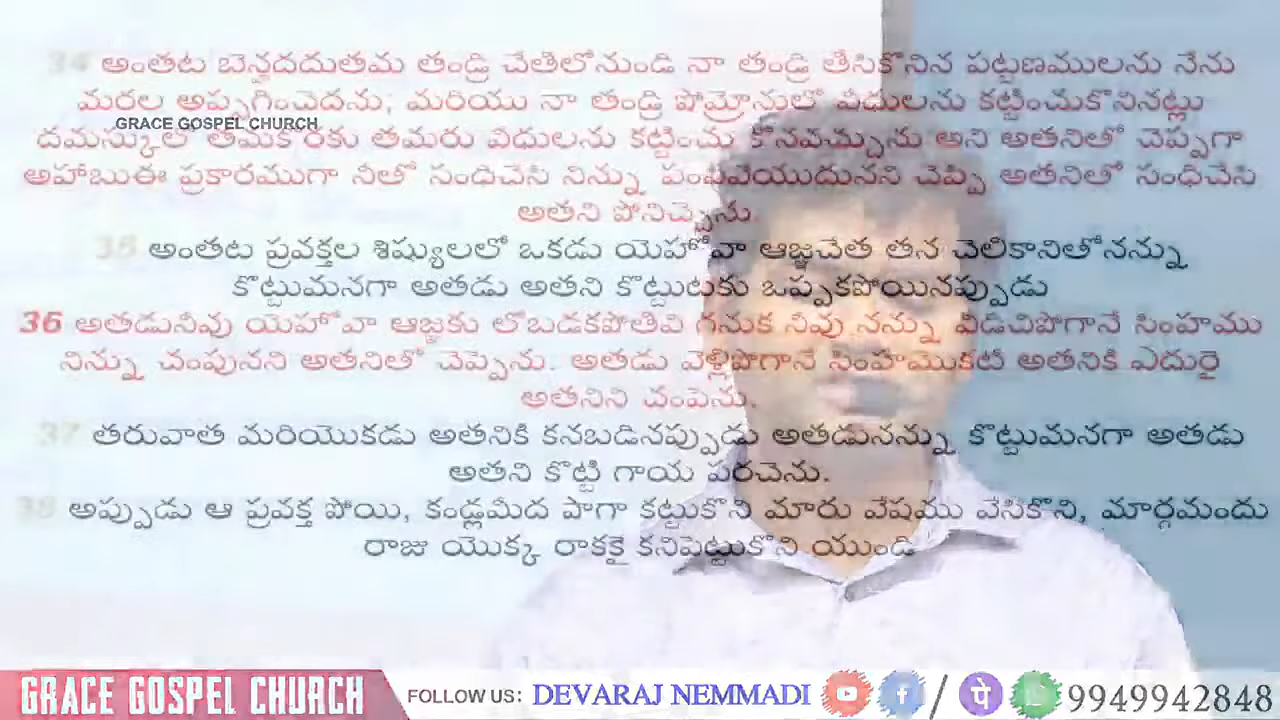 34 అంతట బెన్హదదుతమ తండ్రి చేతిలోనుండి నా తండ్రి తీసికొనిన పట్టణములను నేను
మరల అప్పగించెదను; మరియు నా తండ్రి షోమ్రోనులో వీధులను కట్టించుకొనినట్లు
GRACE GOSPEL CHURCH
దమస్కులో తమకొరకు తమరు వీధులను కట్టించు కొనవచ్చును అని అతనితో చెప్పగా
అహాబుఈ ప్రకారముగా నీతో సంధిచేసి నిన్ను పంపివేయుదునని చెప్పి అతనితో సంధిచేసి
అతని పోనిచ్చెను.
35 అంతట ప్రవక్తల శిష్యులలో ఒకడు యెహోవా ఆజ్ఞచేత తన చెలికానితోనన్ను
కొట్టుమనగా అతడు అతని కొట్టుటకు ఒప్పకపోయినప్పుడు
36 అతడునీవు యెహోవా ఆజ్ఞకు లోబడకపోతివి గనుక నీవు నన్ను విడిచిపోగానే సింహము
నిన్ను చంపునని అతనితో చెప్పెను. అతడు వెళ్లిపోగానే సింహమొకటి అతనికి ఎదురై
అతనిని చంపెను.
37 తరువాత మరియొకడు అతనికి కనబడినప్పుడు అతడునన్ను కొట్టుమనగా అతడు
అతని కొట్టి గాయ పరచెను.
38 అప్పుడు ఆ ప్రవక్త పోయి, కండ్లమీద పాగా కట్టుకొని మారు వేషము వేసికొని, మార్గమందు
రాజు యొక్క రాకకై కనిపెట్టుకొని యుండి
GRACE GOSPEL CHURCH FOLLOW US: DEVARAJ NEMMADI / 9949942848